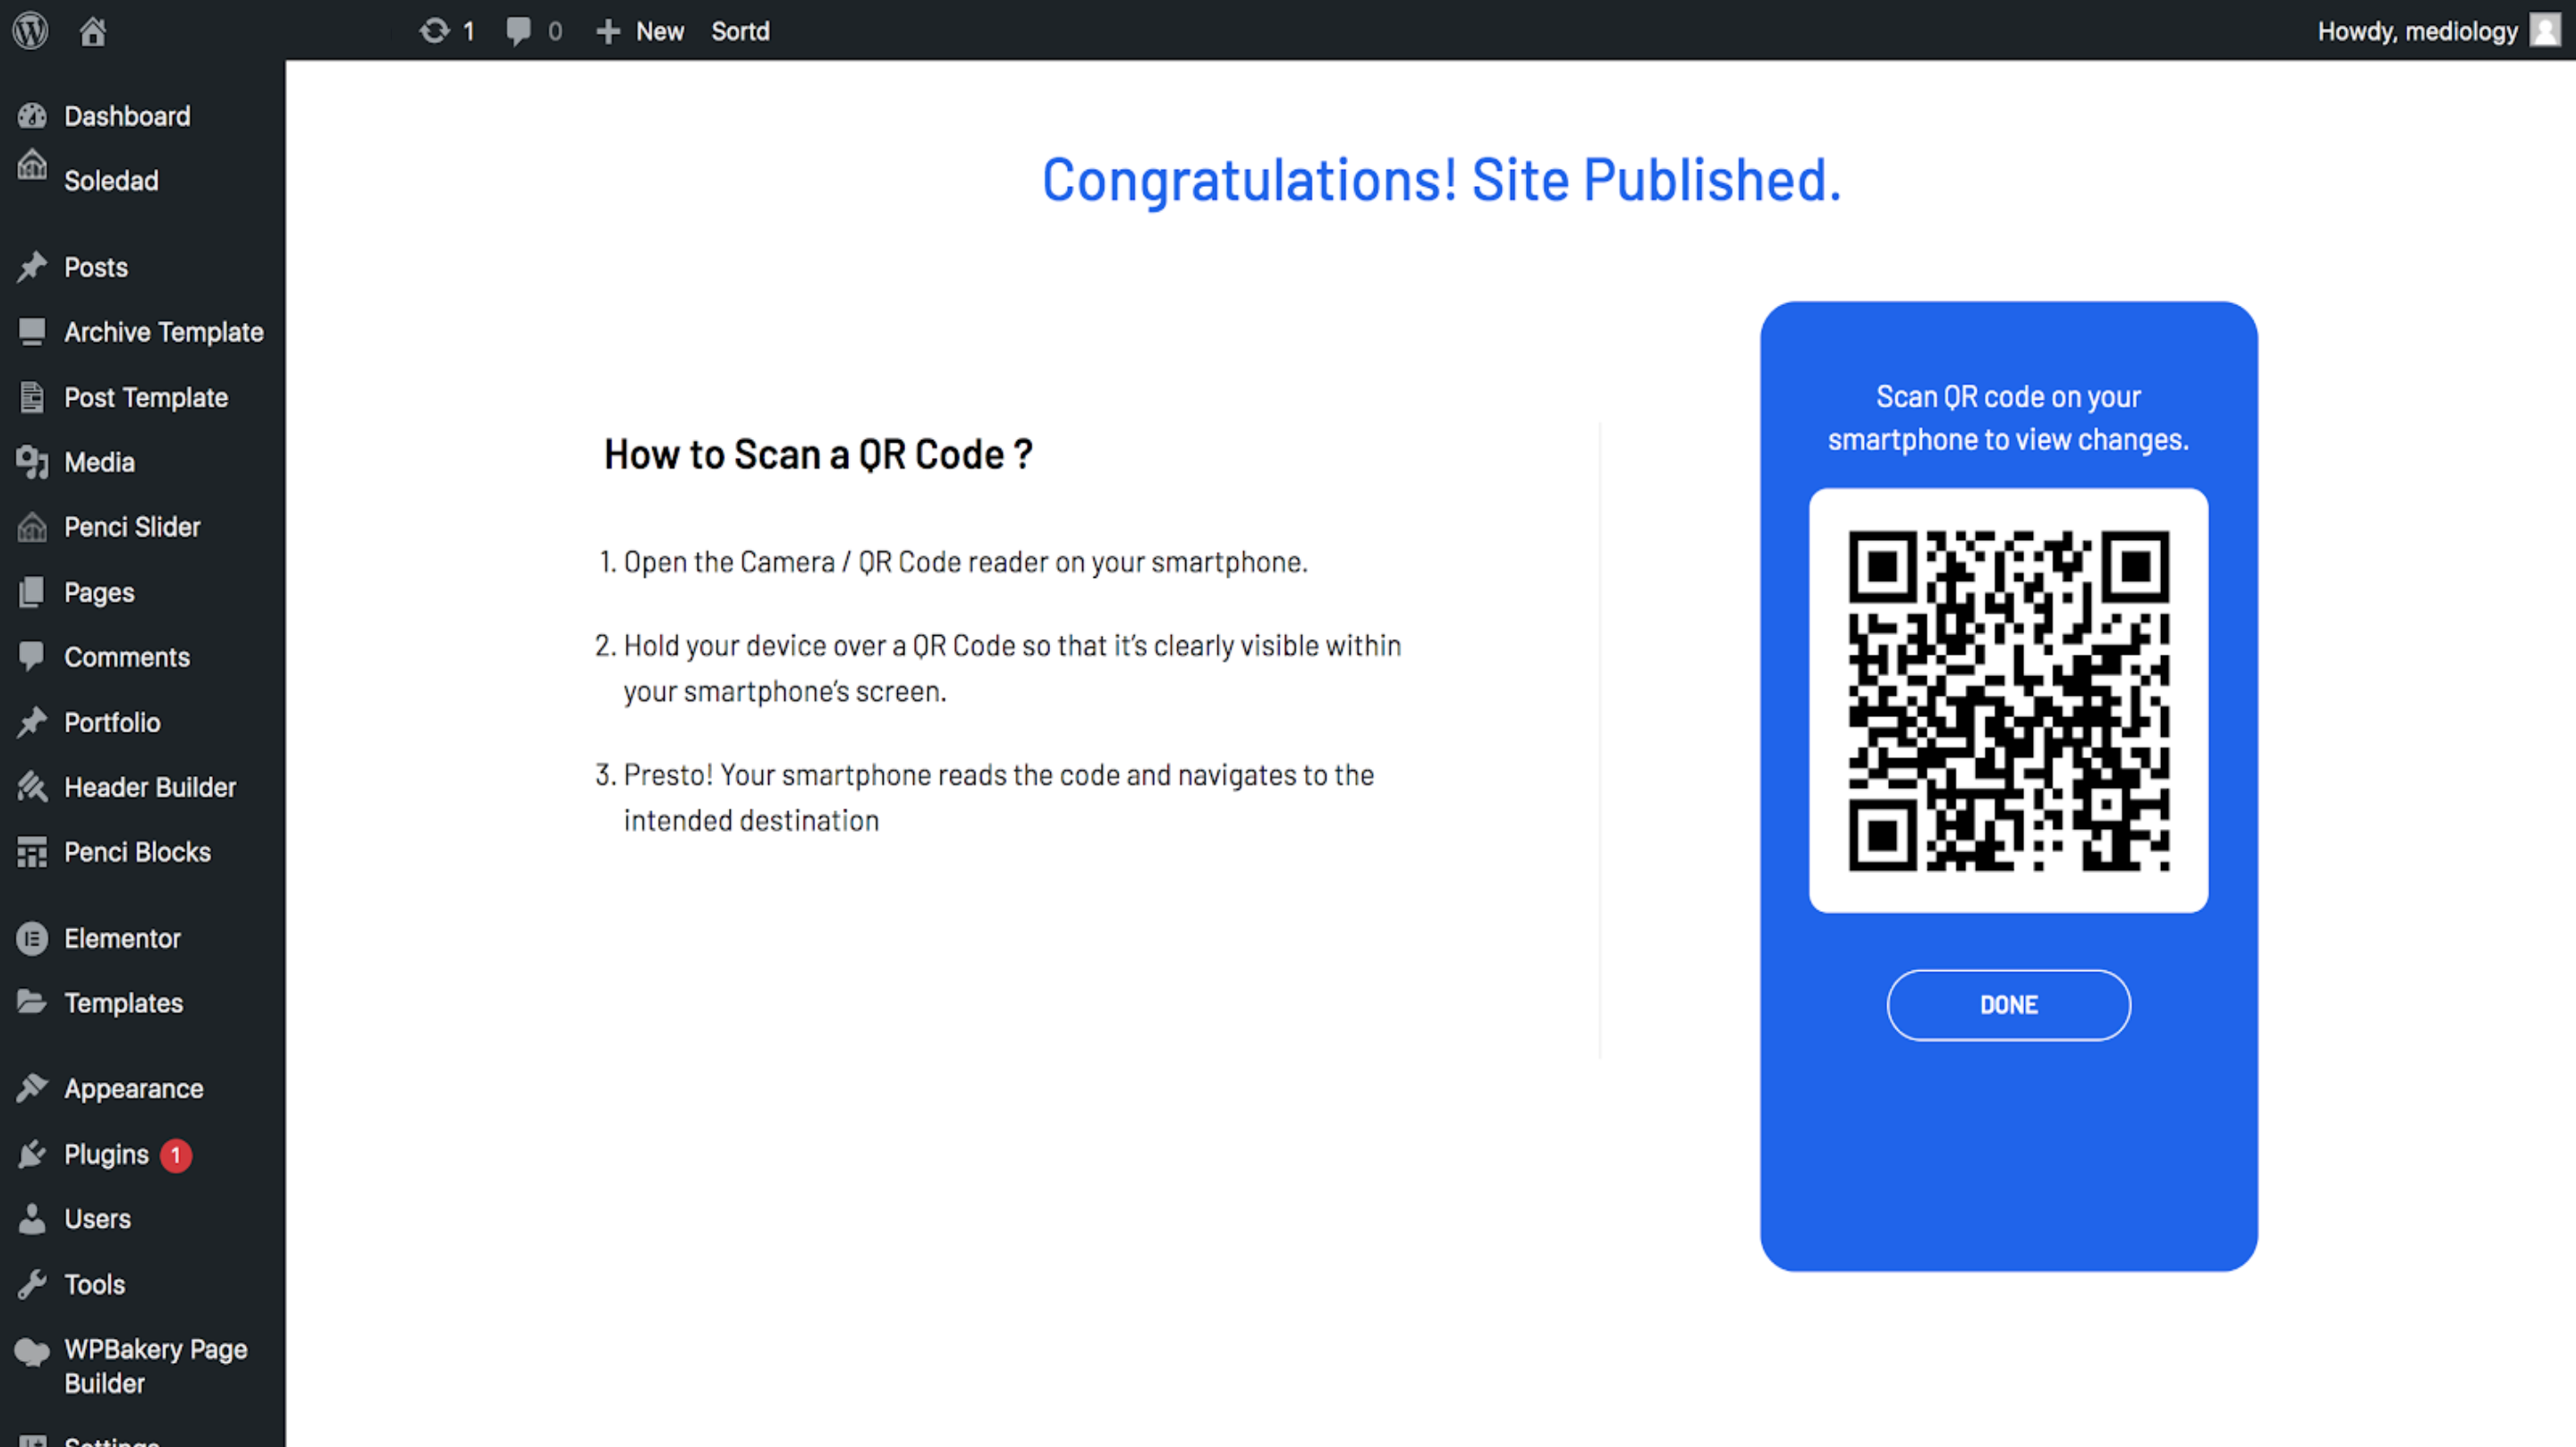 1
0
New
Sortd
Howdy, mediology
Dashboard
Soledad
Posts
Archive Template
Post Template
Media
Penci Slider
Pages
Comments
Portfolio
Header Builder
Penci Blocks
Elementor
Templates
Appearance
Plugins 1
Users
Tools
WPBakery Page
Builder
Settings
Congratulations! Site Published.
How to Scan a QR Code ?
1. Open the Camera / QR Code reader on your smartphone.
2. Hold your device over a QR Code so that it’s clearly visible within
your smartphone’s screen.
3. Presto! Your smartphone reads the code and navigates to the
intended destination
Scan QR code on your
smartphone to view changes.
DONE